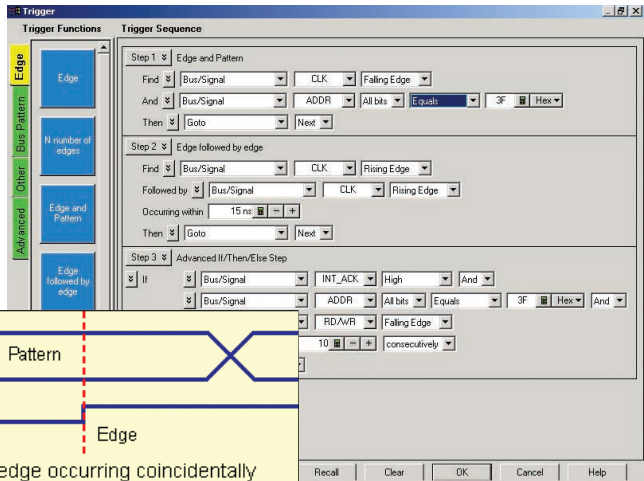 Trigger
Trigger Functions Trigger Sequence
Edge
Bus Pattern
Other
Advanced
Edge
N number of
edges
Edge and
Pattern
Edge
followed by
edge
Step 1 Edge and Pattern
Find Bus/Signal CLK Falling Edge
And Bus/Signal ADDR All bits Equals 3F Hex
Then Goto Next
Step 2 Edge followed by edge
Find Bus/Signal CLK Rising Edge
Followed by Bus/Signal CLK Rising Edge
Occurring within 15 ns - +
Then Goto Next
Step 3 Advanced If/Then/Else Step
If Bus/Signal INT_ACK High And
Bus/Signal ADDR All bits Equals 3F Hex And
RD/WR Falling Edge
10 - + consecutively
Pattern
Edge
edge occurring coincidentally
Recall Clear OK Cancel Help